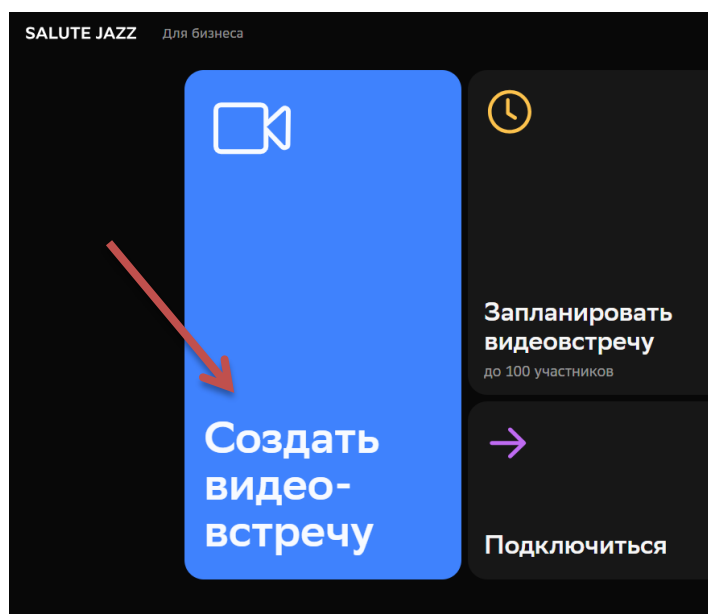 SALUTE JAZZ Для бизнеса
Создать
видео-
встречу
Запланировать
видеовстречу
до 100 участников
Подключиться